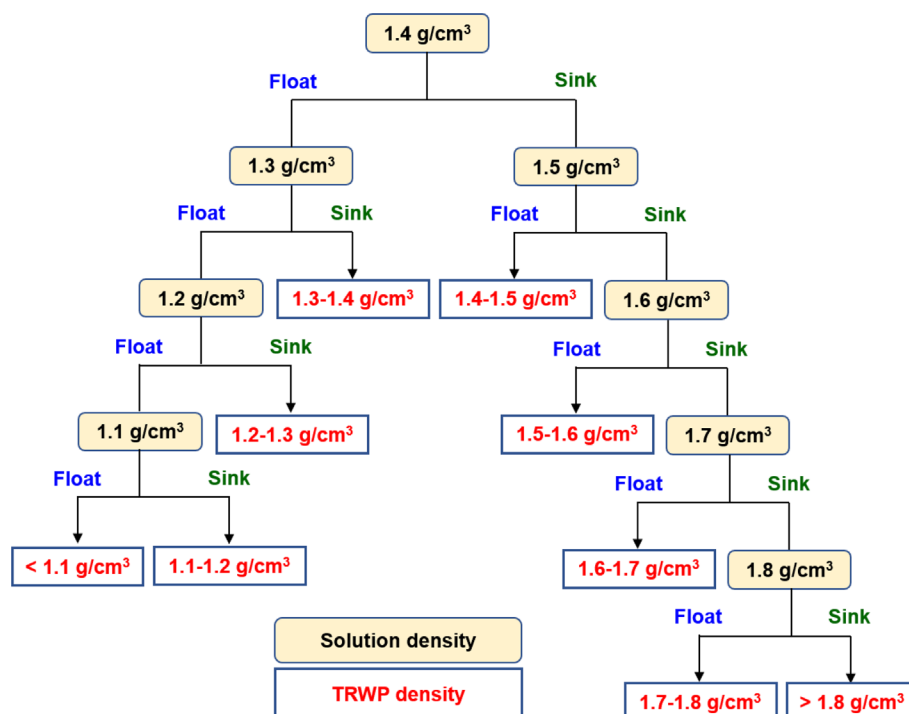 1.4 g/cm³
Float
Sink
1.3 g/cm³
1.5 g/cm³
Float
Sink
Float
Sink
1.2 g/cm³
1.3-1.4 g/cm³
1.4-1.5 g/cm³
1.6 g/cm³
Float
Sink
Float
Sink
1.1 g/cm³
1.2-1.3 g/cm³
1.5-1.6 g/cm³
1.7 g/cm³
Float
Sink
Float
Sink
< 1.1 g/cm³
1.1-1.2 g/cm³
1.6-1.7 g/cm³
1.8 g/cm³
Float
Sink
Solution density
TRWP density
1.7-1.8 g/cm³
> 1.8 g/cm³